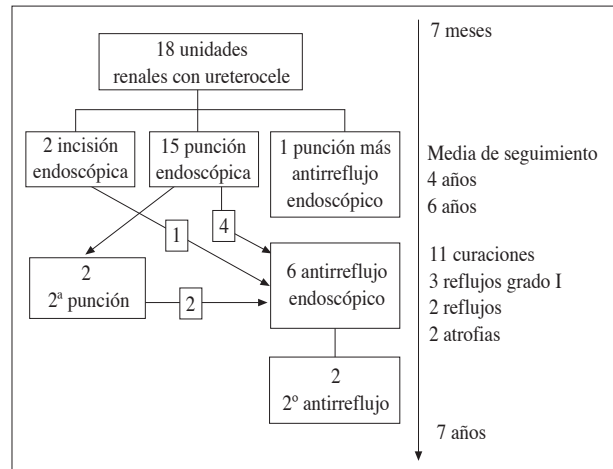 18 unidades
renales con ureterocele
2 incisión
endoscópica
15 punción
endoscópica
1 punción más
antirreflujo
endoscópico
1
4
2
2ª punción
2
6 antirreflujo
endoscópico
2
2º antirreflujo
7 meses
Media de seguimiento
4 años
6 años
11 curaciones
3 reflujos grado I
2 reflujos
2 atrofias
7 años